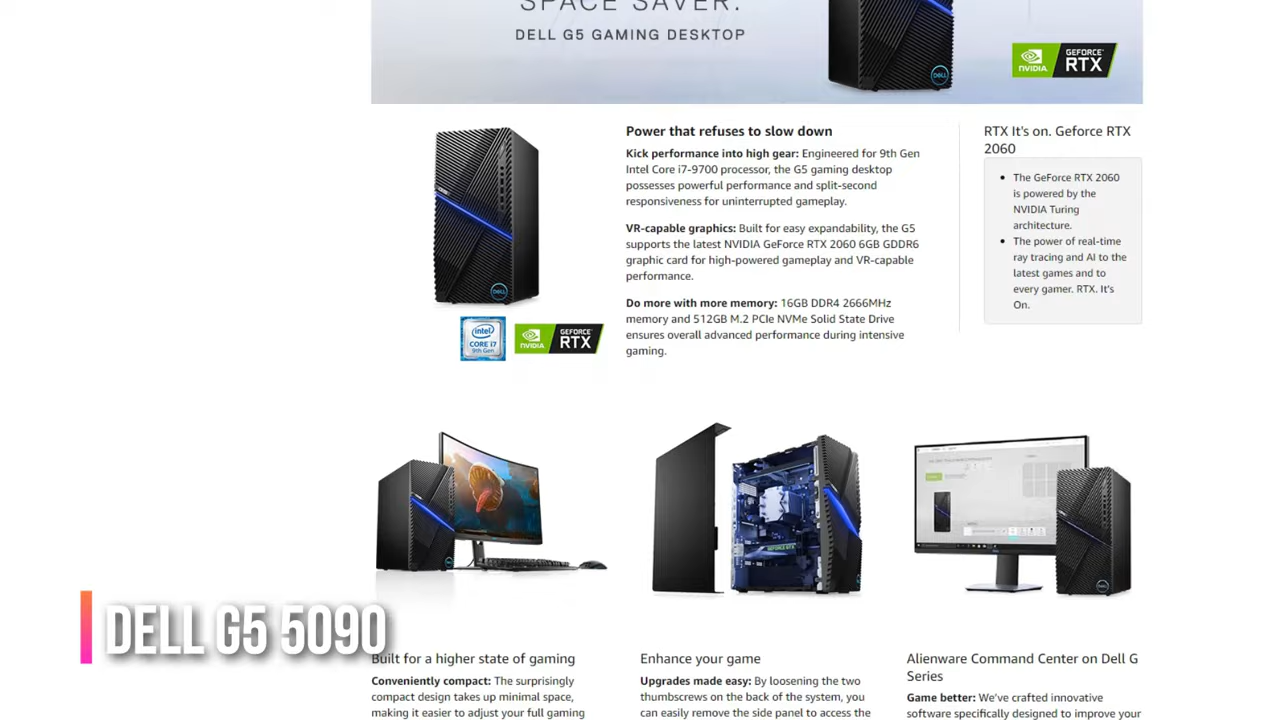 SPACE SAVER.
DELL G5 GAMING DESKTOP
DELL
NVIDIA
GEFORCE
RTX
Power that refuses to slow down
Kick performance into high gear: Engineered for 9th Gen
Intel Core i7-9700 processor, the G5 gaming desktop
possesses powerful performance and split-second
responsiveness for uninterrupted gameplay.
VR-capable graphics: Built for easy expandability, the G5
supports the latest NVIDIA GeForce RTX 2060 6GB GDDR6
graphic card for high-powered gameplay and VR-capable
performance.
Do more with more memory: 16GB DDR4 2666MHz
memory and 512GB M.2 PCIe NVMe Solid State Drive
ensures overall advanced performance during intensive
gaming.
RTX It's on. Geforce RTX
2060
The GeForce RTX 2060
is powered by the
NVIDIA Turing
architecture.
The power of real-time
ray tracing and AI to the
latest games and to
every gamer. RTX. It's
On.
DELL
intel
CORE i7
9th Gen
NVIDIA
GEFORCE
RTX
GEFORCE RTX
DELL
DELL G5 5090
Built for a higher state of gaming
Conveniently compact: The surprisingly
compact design takes up minimal space,
making it easier to adjust your full gaming
Enhance your game
Upgrades made easy: By loosening the two
thumbscrews on the back of the system, you
can easily remove the side panel to access the
Alienware Command Center on Dell G
Series
Game better: We've crafted innovative
software specifically designed to improve your